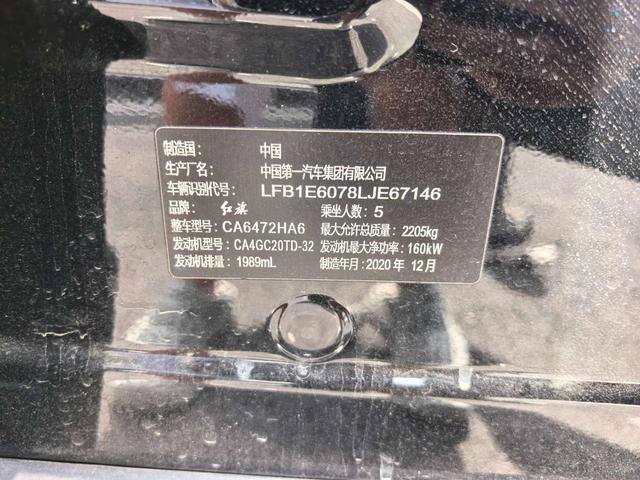 制造国： 中国
生产厂名： 中国第一汽车集团有限公司
车辆识别代号： LFB1E6078LJE67146
品牌： 红旗 乘坐人数：5
整车型号：CA6472HA6 最大允许总质量：2205kg
发动机型号：CA4GC20TD-32 发动机最大净功率：160kW
发动机排量：1989mL 制造年月：2020 年 12 月